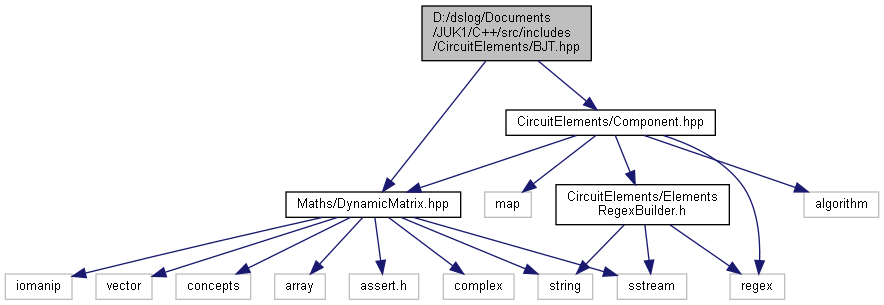 D:/dslog/Documents
/JUK1/C++/src/includes
/CircuitElements/BJT.hpp
CircuitElements/Component.hpp
Maths/DynamicMatrix.hpp
map
CircuitElements/Elements
RegexBuilder.h
algorithm
iomanip
vector
concepts
array
assert.h
complex
string
sstream
regex